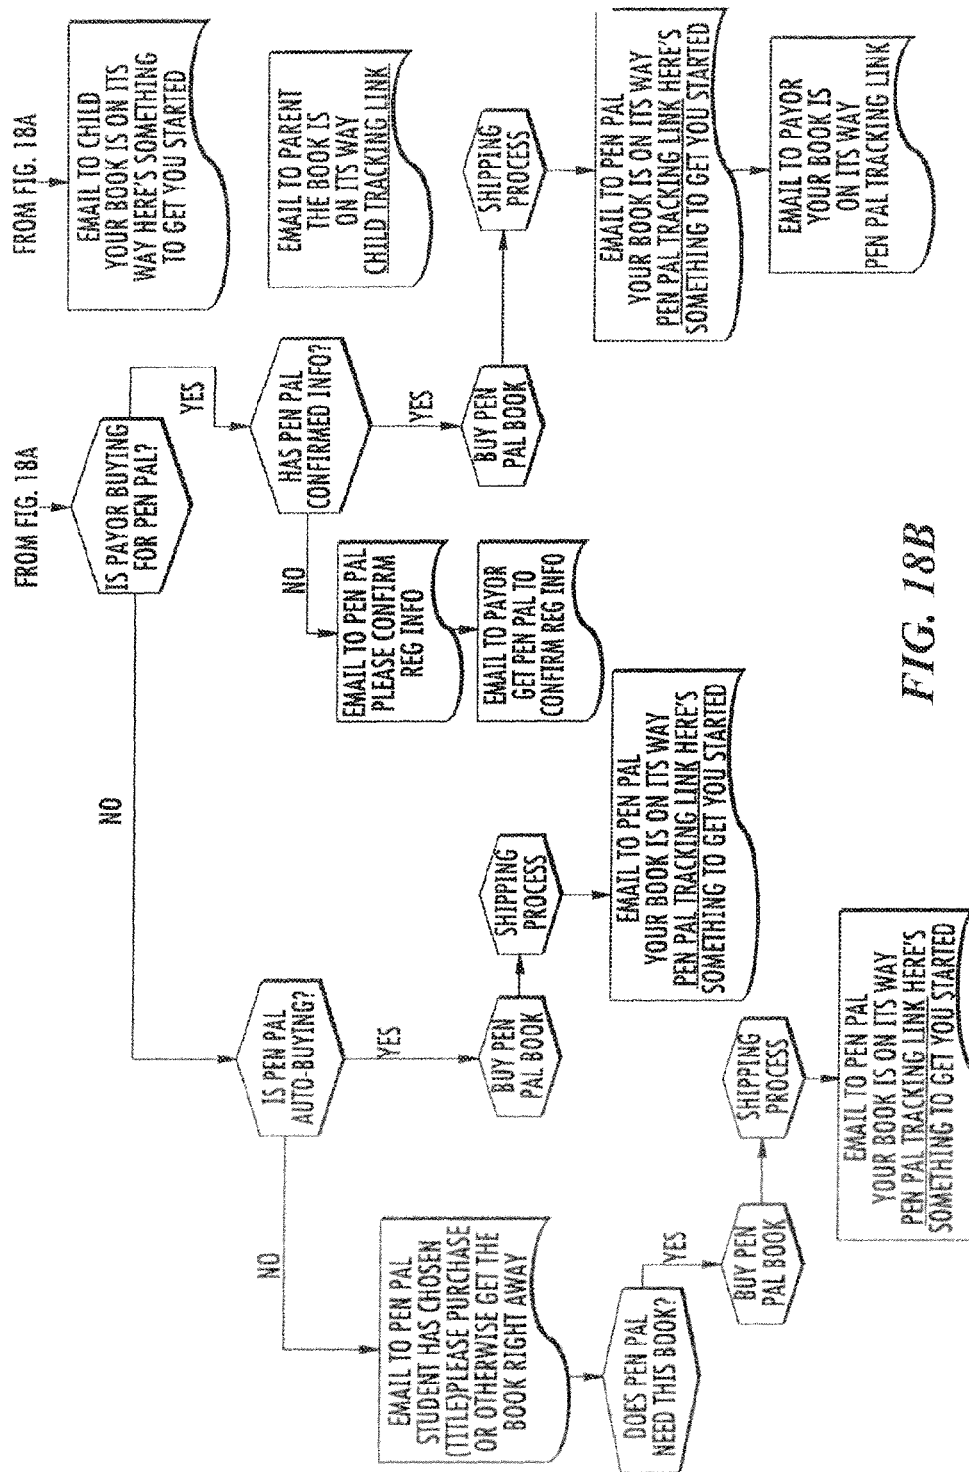 FROM FIG. 18A
IS PAYOR BUYING
FOR PEN PAL?
NO
YES
FROM FIG. 18A
EMAIL TO CHILD
YOUR BOOK IS ON ITS
WAY HERE'S SOMETHING
TO GET YOU STARTED
EMAIL TO PARENT
THE BOOK IS
ON ITS WAY
CHILD TRACKING LINK
IS PEN PAL
AUTO-BUYING?
NO
YES
HAS PEN PAL
CONFIRMED INFO?
NO
YES
EMAIL TO PEN PAL
PLEASE CONFIRM
REG INFO
EMAIL TO PAYOR
GET PEN PAL TO
CONFIRM REG INFO
BUY PEN
PAL BOOK
SHIPPING
PROCESS
EMAIL TO PEN PAL
YOUR BOOK IS ON ITS WAY
PEN PAL TRACKING LINK HERE'S
SOMETHING TO GET YOU STARTED
EMAIL TO PAYOR
YOUR BOOK IS
ON ITS WAY
PEN PAL TRACKING LINK
EMAIL TO PEN PAL
STUDENT HAS CHOSEN
(TITLE)PLEASE PURCHASE
OR OTHERWISE GET THE
BOOK RIGHT AWAY
BUY PEN
PAL BOOK
SHIPPING
PROCESS
EMAIL TO PEN PAL
YOUR BOOK IS ON ITS WAY
PEN PAL TRACKING LINK HERE'S
SOMETHING TO GET YOU STARTED
DOES PEN PAL
NEED THIS BOOK?
YES
BUY PEN
PAL BOOK
SHIPPING
PROCESS
EMAIL TO PEN PAL
YOUR BOOK IS ON ITS WAY
PEN PAL TRACKING LINK HERE'S
SOMETHING TO GET YOU STARTED
FIG. 18B